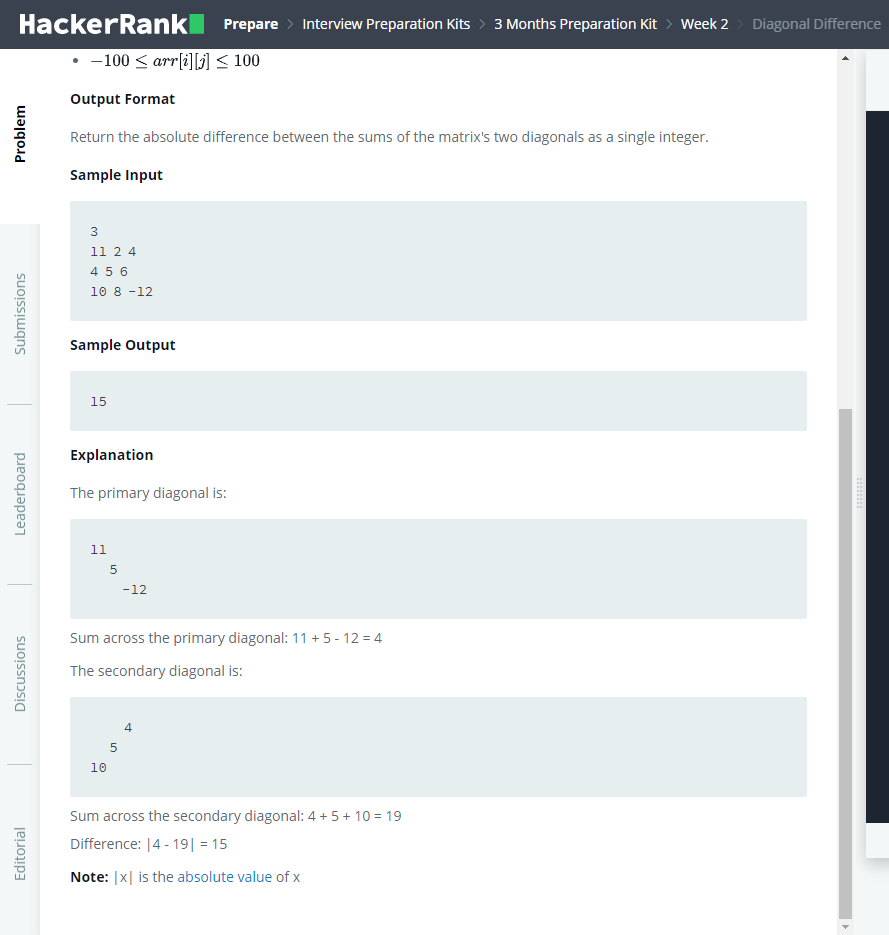 HackerRank Prepare > Interview Preparation Kits > 3 Months Preparation Kit > Week 2 > Diagonal Difference
Problem
Submissions
Leaderboard
Discussions
Editorial
• −100 ≤ arr[i][j] ≤ 100
Output Format
Return the absolute difference between the sums of the matrix's two diagonals as a single integer.
Sample Input
3
11 2 4
4 5 6
10 8 -12
Sample Output
15
Explanation
The primary diagonal is:
11
5
-12
Sum across the primary diagonal: 11 + 5 - 12 = 4
The secondary diagonal is:
4
5
10
Sum across the secondary diagonal: 4 + 5 + 10 = 19
Difference: |4 - 19| = 15
Note: |x| is the absolute value of x